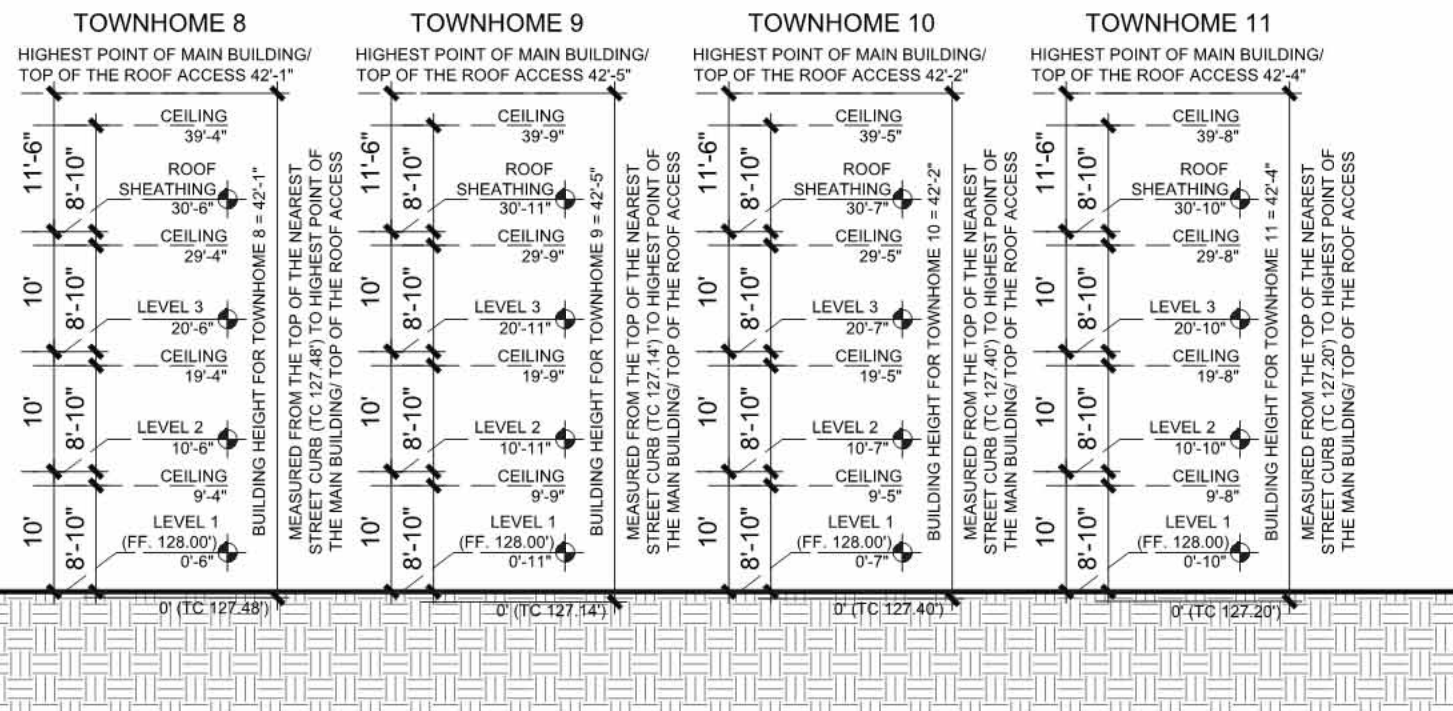 TOWNHOME 8
HIGHEST POINT OF MAIN BUILDING/
TOP OF THE ROOF ACCESS 42'-1"
CEILING
39'-4"
11'-6"
8'-10"
ROOF
SHEATHING
30'-6"
CEILING
29'-4"
10'
8'-10"
LEVEL 3
20'-6"
CEILING
19'-4"
10'
8'-10"
LEVEL 2
10'-6"
CEILING
9'-4"
10'
8'-10"
LEVEL 1
(FF. 128.00')
0'-6"
0' (TC 127.48')
BUILDING HEIGHT FOR TOWNHOME 8 = 42'-1"
MEASURED FROM THE TOP OF THE NEAREST
STREET CURB (TC 127.48') TO HIGHEST POINT OF
THE MAIN BUILDING/ TOP OF THE ROOF ACCESS
TOWNHOME 9
HIGHEST POINT OF MAIN BUILDING/
TOP OF THE ROOF ACCESS 42'-5"
CEILING
39'-9"
11'-6"
8'-10"
ROOF
SHEATHING
30'-11"
CEILING
29'-9"
10'
8'-10"
LEVEL 3
20'-11"
CEILING
19'-9"
10'
8'-10"
LEVEL 2
10'-11"
CEILING
9'-9"
10'
8'-10"
LEVEL 1
(FF. 128.00')
0'-11"
0' (TC 127.14')
BUILDING HEIGHT FOR TOWNHOME 9 = 42'-5"
MEASURED FROM THE TOP OF THE NEAREST
STREET CURB (TC 127.14') TO HIGHEST POINT OF
THE MAIN BUILDING/ TOP OF THE ROOF ACCESS
TOWNHOME 10
HIGHEST POINT OF MAIN BUILDING/
TOP OF THE ROOF ACCESS 42'-2"
CEILING
39'-5"
11'-6"
8'-10"
ROOF
SHEATHING
30'-7"
CEILING
29'-5"
10'
8'-10"
LEVEL 3
20'-7"
CEILING
19'-5"
10'
8'-10"
LEVEL 2
10'-7"
CEILING
9'-5"
10'
8'-10"
LEVEL 1
(FF. 128.00')
0'-7"
0' (TC 127.40')
BUILDING HEIGHT FOR TOWNHOME 10 = 42'-2"
MEASURED FROM THE TOP OF THE NEAREST
STREET CURB (TC 127.40') TO HIGHEST POINT OF
THE MAIN BUILDING/ TOP OF THE ROOF ACCESS
TOWNHOME 11
HIGHEST POINT OF MAIN BUILDING/
TOP OF THE ROOF ACCESS 42'-4"
CEILING
39'-8"
11'-6"
8'-10"
ROOF
SHEATHING
30'-10"
CEILING
29'-8"
10'
8'-10"
LEVEL 3
20'-10"
CEILING
19'-8"
10'
8'-10"
LEVEL 2
10'-10"
CEILING
9'-8"
10'
8'-10"
LEVEL 1
(FF. 128.00)
0'-10"
0' (TC 127.20')
BUILDING HEIGHT FOR TOWNHOME 11 = 42'-4"
MEASURED FROM THE TOP OF THE NEAREST
STREET CURB (TC 127.20') TO HIGHEST POINT OF
THE MAIN BUILDING/ TOP OF THE ROOF ACCESS